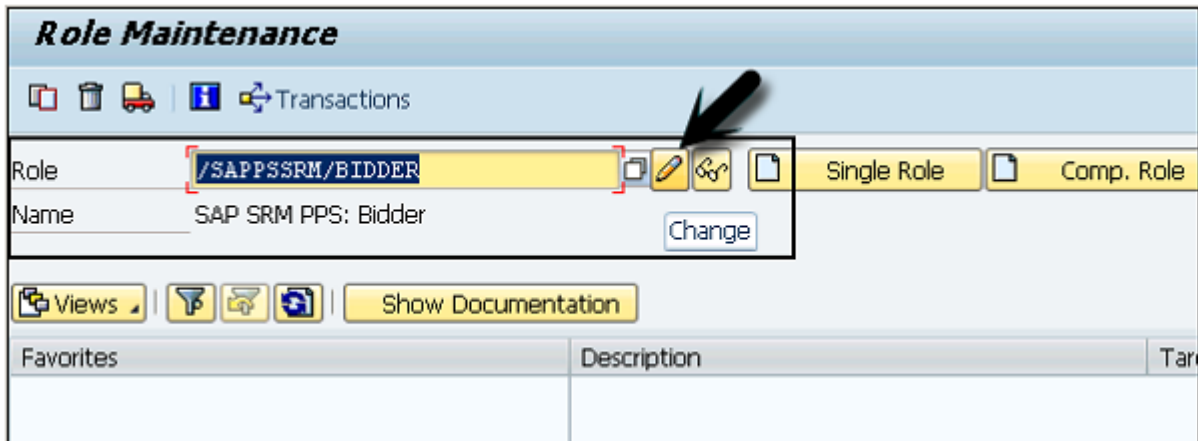 Role Maintenance
Transactions
Role /SAPPSSRM/BIDDER Single Role Comp. Role
Name SAP SRM PPS: Bidder
Change
Views Show Documentation
Favorites Description Tar